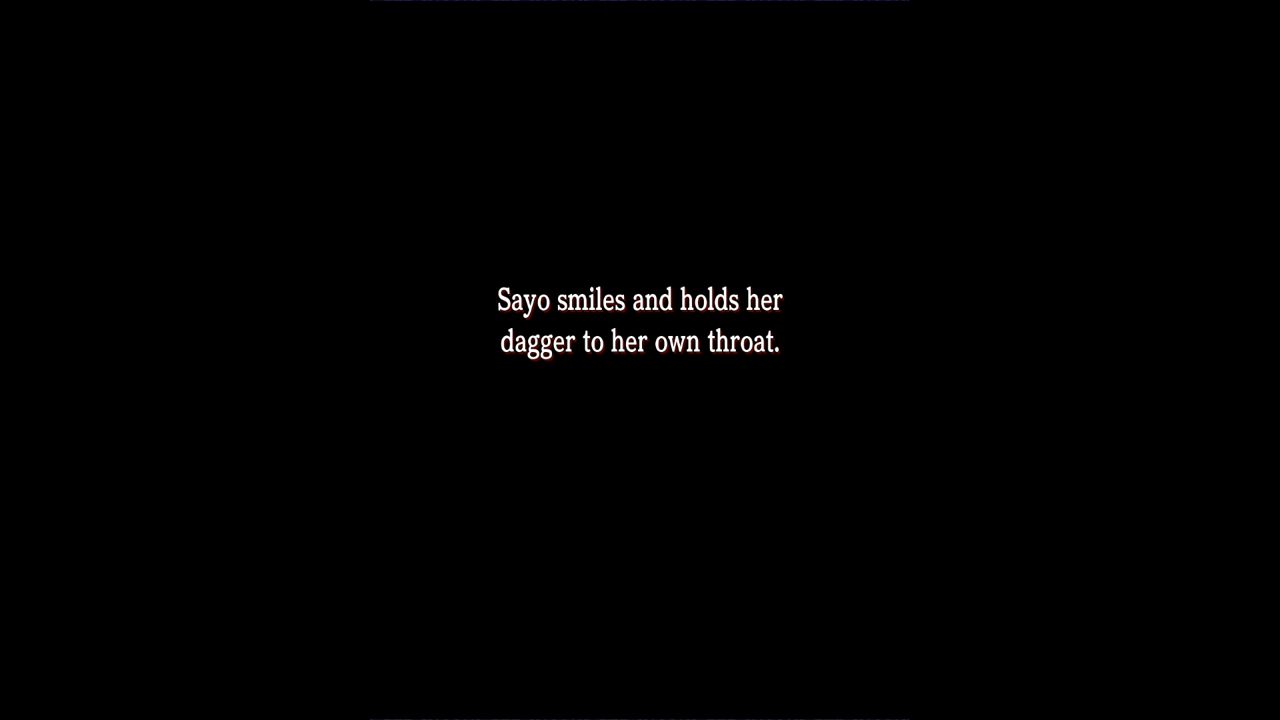 Sayo smiles and holds her
dagger to her own throat.